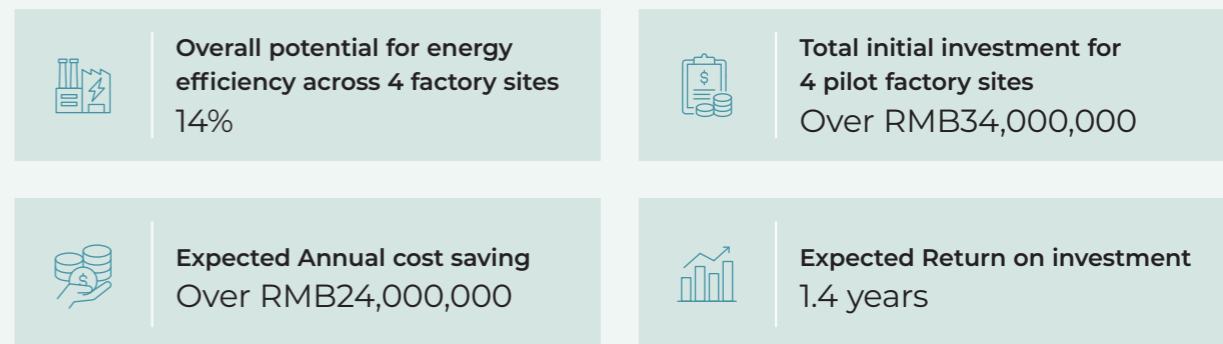 Overall potential for energy
efficiency across 4 factory sites
14%
$
Total initial investment for
4 pilot factory sites
Over RMB34,000,000
$
Expected Annual cost saving
Over RMB24,000,000
Expected Return on investment
1.4 years